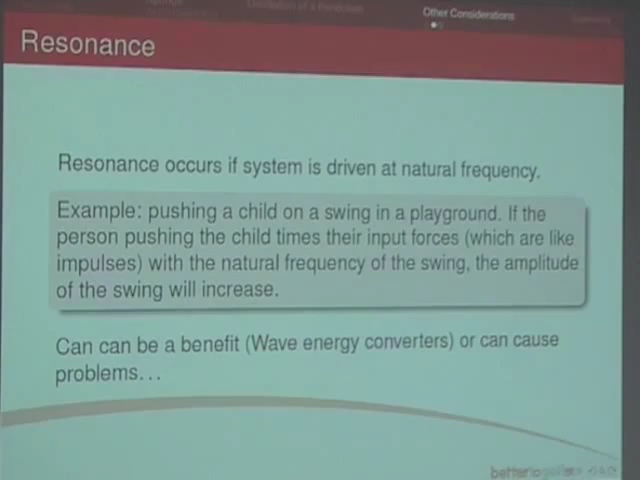 Oscillation of a Pendulum
Other Considerations
Resonance
Resonance occurs if system is driven at natural frequency.
Example: pushing a child on a swing in a playground. If the
person pushing the child times their input forces (which are like
impulses) with the natural frequency of the swing, the amplitude
of the swing will increase.
Can can be a benefit (Wave energy converters) or can cause
problems...